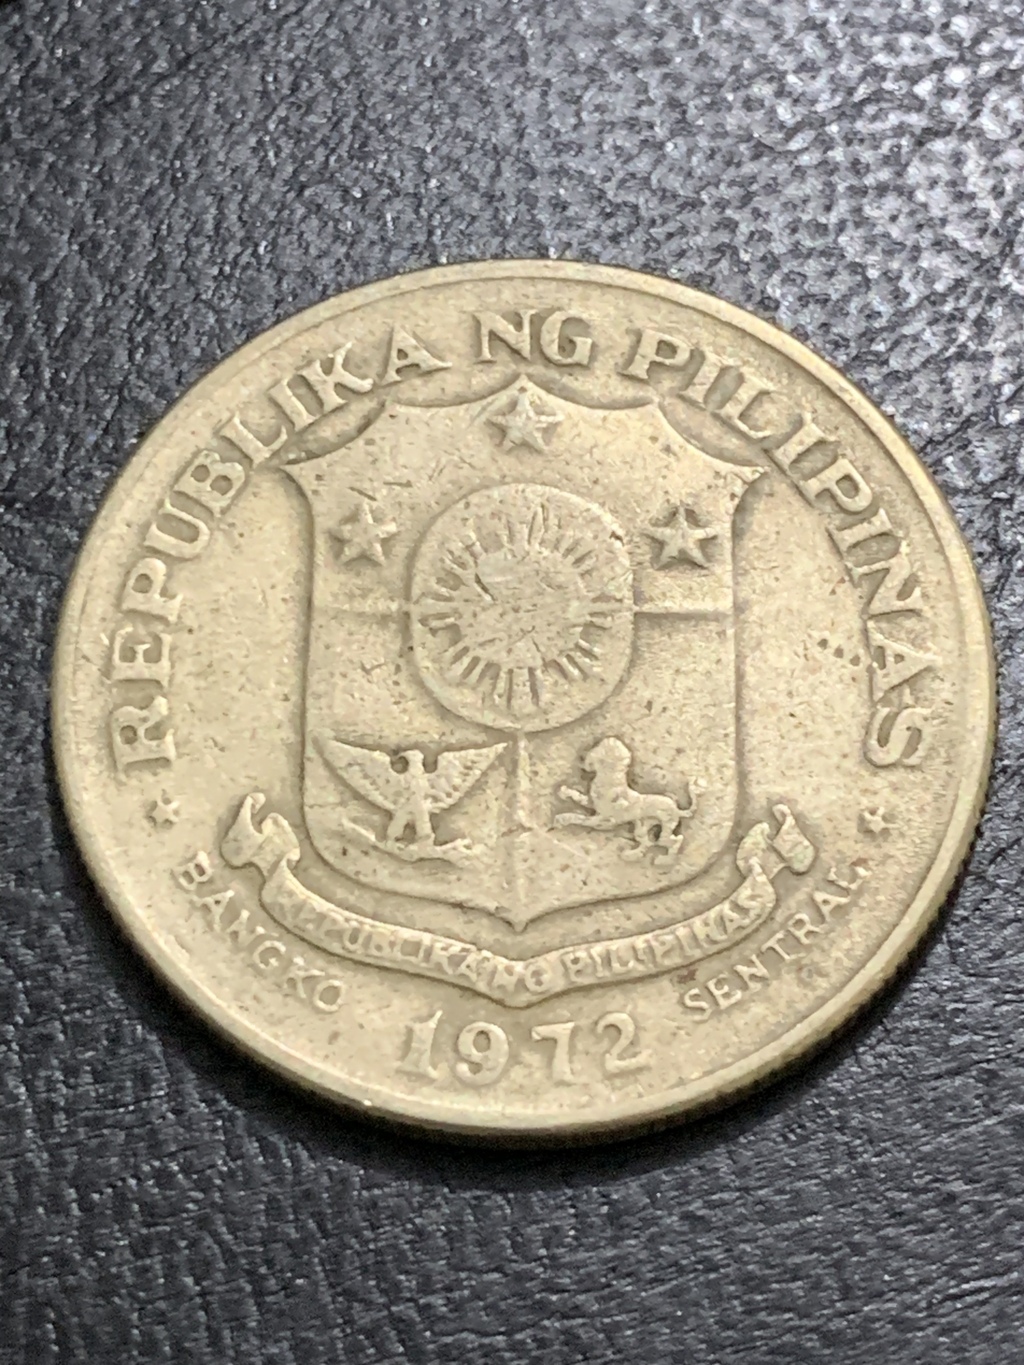 REPUBLIKA NG PILIPINAS
REPUBLIKA NG PILIPINAS
BANGKO SENTRAL
1972